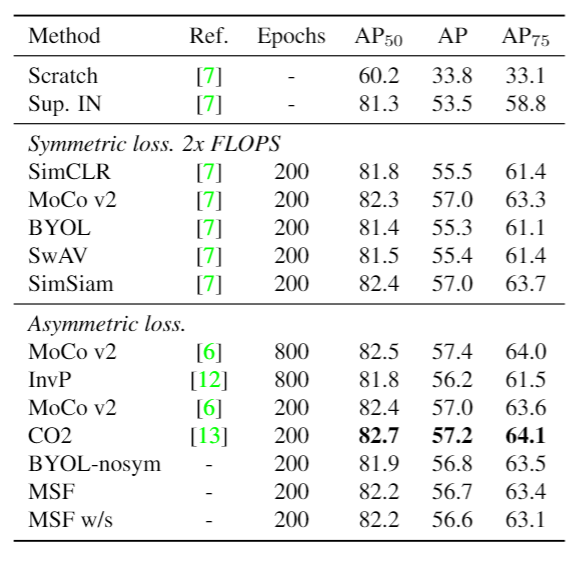 Method Ref. Epochs AP50 AP AP75
Scratch [7] - 60.2 33.8 33.1
Sup. IN [7] - 81.3 53.5 58.8
Symmetric loss. 2x FLOPS
SimCLR [7] 200 81.8 55.5 61.4
MoCo v2 [7] 200 82.3 57.0 63.3
BYOL [7] 200 81.4 55.3 61.1
SwAV [7] 200 81.5 55.4 61.4
SimSiam [7] 200 82.4 57.0 63.7
Asymmetric loss.
MoCo v2 [6] 800 82.5 57.4 64.0
InvP [12] 800 81.8 56.2 61.5
MoCo v2 [6] 200 82.4 57.0 63.6
CO2 [13] 200 82.7 57.2 64.1
BYOL-nosym - 200 81.9 56.8 63.5
MSF - 200 82.2 56.7 63.4
MSF w/s - 200 82.2 56.6 63.1